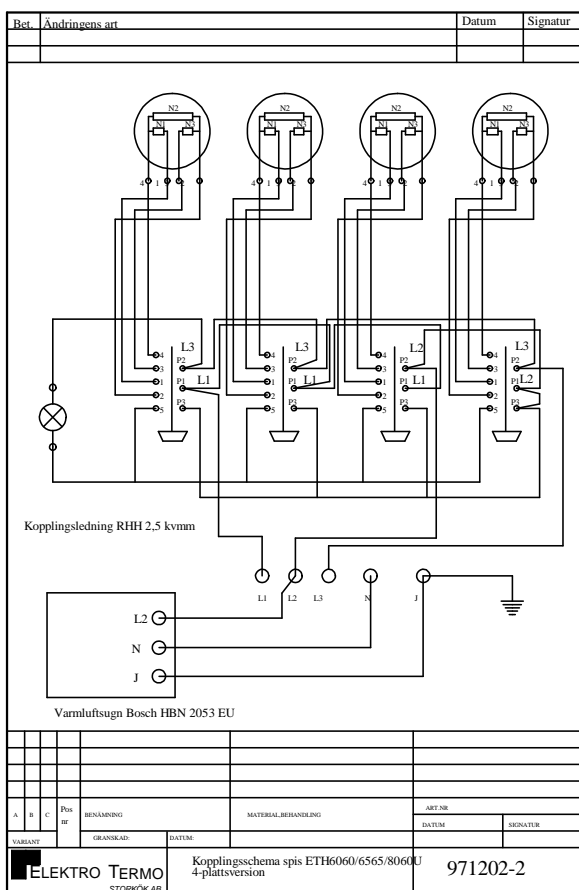 Bet. Ändringens art Datum Signatur
N2 N2 N2 N2
N1 N3 N1 N3 N1 N3 N1 N3
4 1 3 2 4 1 3 2 4 1 3 2 4 1 3 2
L3 L3 L2 L3
4 P2 4 P2 4 P2 4 P2
3 3 3 3
1 P1 L1 1 P1 L1 1 P1 L1 1 P1 L2
2 2 2 2
5 P3 5 P3 5 P3 5 P3
Kopplingsledning RHH 2,5 kvmm
L1 L2 L3 N J
L2
N
J
Varmluftsugn Bosch HBN 2053 EU
A B C Pos nr BENÄMNING MATERIAL,BEHANDLING ART.NR
DATUM SIGNATUR
VARIANT GRANSKAD: DATUM:
ELEKTRO TERMO
STORKÖK AB
Kopplingsschema spis ETH6060/6565/8060U
4-plattsversion
971202-2